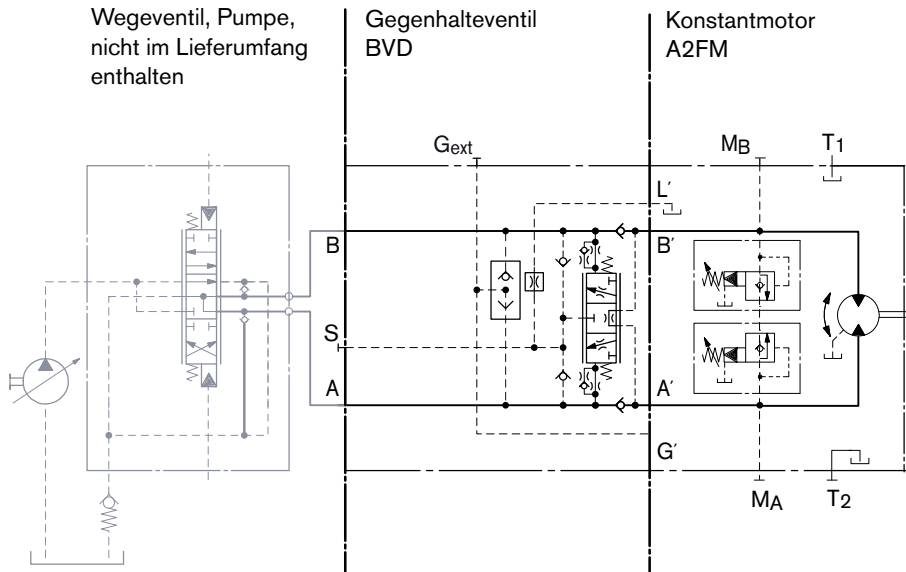 Wegeventil, Pumpe,
nicht im Lieferumfang
enthalten
Gegenhalteventil
BVD
Konstantmotor
A2FM
Gext
MB
T1
L′
B
B′
S
A
A′
G′
MA
T2